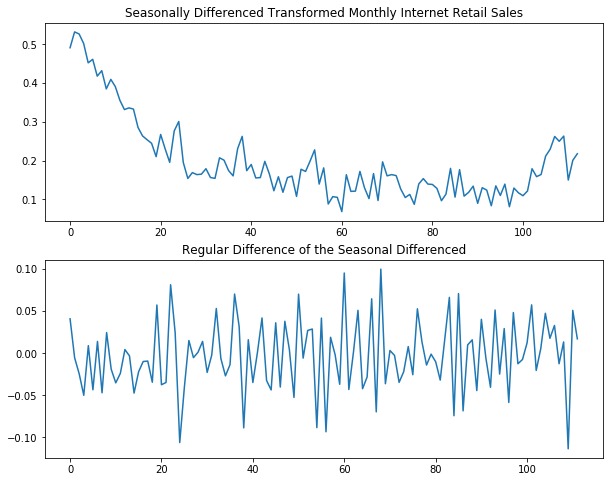 Seasonally Differenced Transformed Monthly Internet Retail Sales
0.5
0.4
0.3
0.2
0.1
0 20 40 60 80 100
Regular Difference of the Seasonal Differenced
0.10
0.05
0.00
−0.05
−0.10
0 20 40 60 80 100